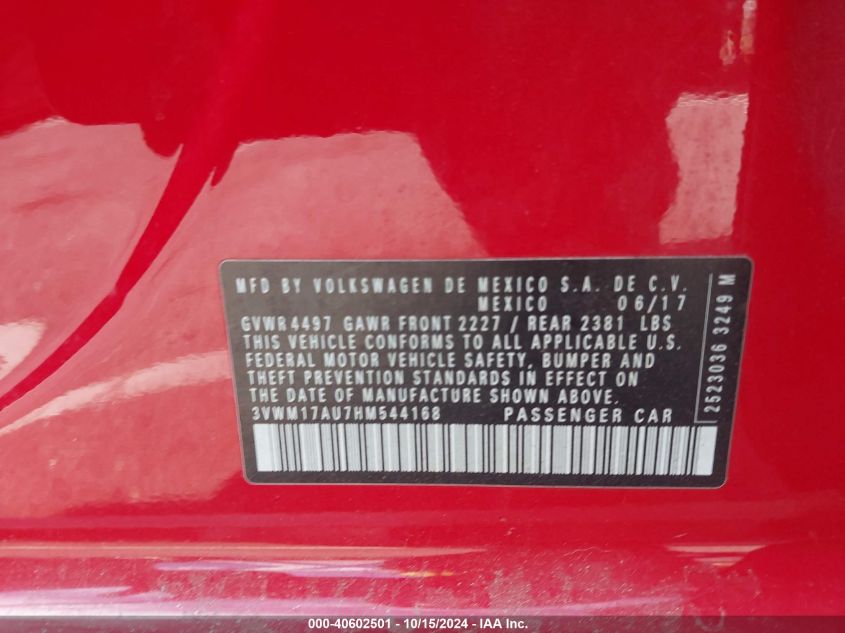 MFD BY VOLKSWAGEN DE MEXICO S.A. DE C.V.
MEXICO 06/17
GVWR 4497 GAWR FRONT 2227 / REAR 2381 LBS
THIS VEHICLE CONFORMS TO ALL APPLICABLE U.S.
FEDERAL MOTOR VEHICLE SAFETY, BUMPER AND
THEFT PREVENTION STANDARDS IN EFFECT ON
THE DATE OF MANUFACTURE SHOWN ABOVE.
3VWM17AU7HM544168 PASSENGER CAR
2523036 3249 M
000-40602501 - 10/15/2024 - IAA Inc.